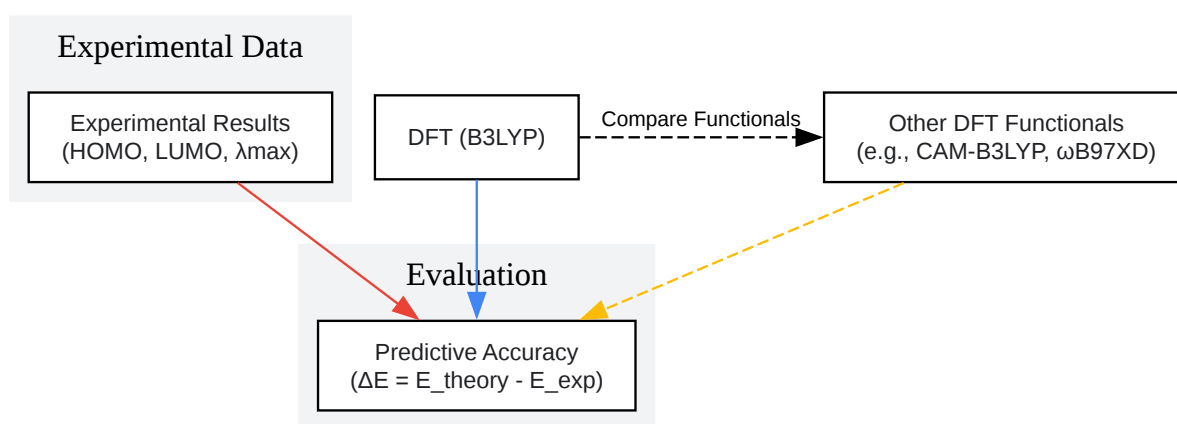 Experimental Data
Experimental Results
(HOMO, LUMO, λmax)
DFT (B3LYP)
Compare Functionals
Other DFT Functionals
(e.g., CAM-B3LYP, ωB97XD)
Evaluation
Predictive Accuracy
(ΔE = E_theory - E_exp)